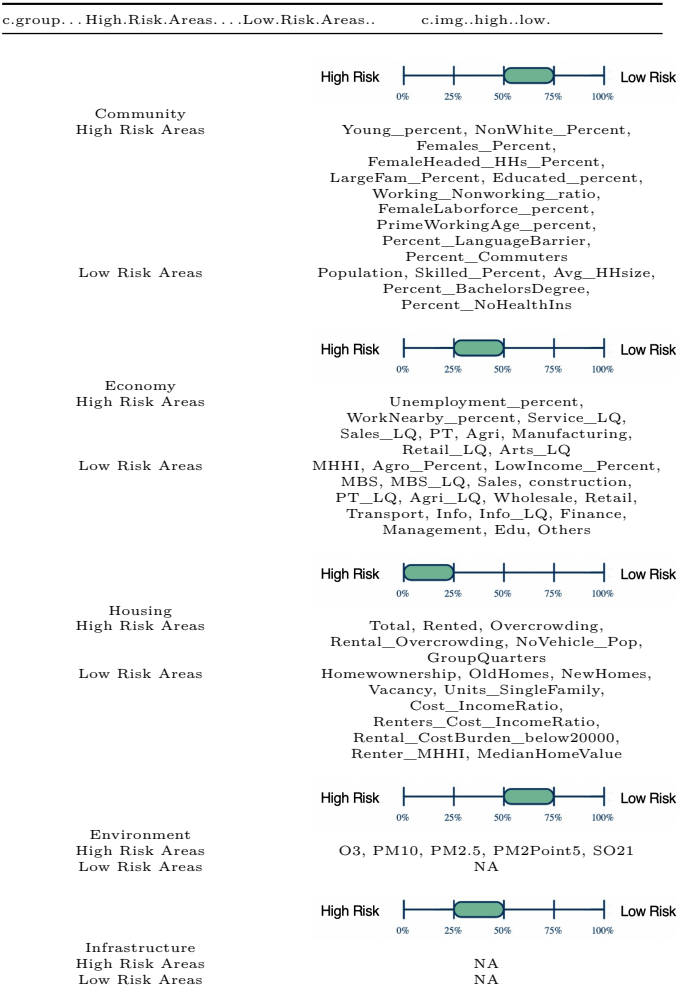 c.group...High.Risk.Areas....Low.Risk.Areas.. c.img..high..low.
High Risk Low Risk
0% 25% 50% 75% 100%
Community
High Risk Areas Young_percent, NonWhite_Percent,
Females_Percent,
FemaleHeaded_HHs_Percent,
LargeFam_Percent, Educated_percent,
Working_Nonworking_ratio,
FemaleLaborforce_percent,
PrimeWorkingAge_percent,
Percent_LanguageBarrier,
Percent_Commuters
Low Risk Areas Population, Skilled_Percent, Avg_HHsize,
Percent_BachelorsDegree,
Percent_NoHealthIns
High Risk Low Risk
0% 25% 50% 75% 100%
Economy
High Risk Areas Unemployment_percent,
WorkNearby_percent, Service_LQ,
Sales_LQ, PT, Agri, Manufacturing,
Retail_LQ, Arts_LQ
Low Risk Areas MHHI, Agro_Percent, LowIncome_Percent,
MBS, MBS_LQ, Sales, construction,
PT_LQ, Agri_LQ, Wholesale, Retail,
Transport, Info, Info_LQ, Finance,
Management, Edu, Others
High Risk Low Risk
0% 25% 50% 75% 100%
Housing
High Risk Areas Total, Rented, Overcrowding,
Rental_Overcrowding, NoVehicle_Pop,
GroupQuarters
Low Risk Areas Homewownership, OldHomes, NewHomes,
Vacancy, Units_SingleFamily,
Cost_IncomeRatio,
Renters_Cost_IncomeRatio,
Rental_CostBurden_below20000,
Renter_MHHI, MedianHomeValue
High Risk Low Risk
0% 25% 50% 75% 100%
Environment
High Risk Areas O3, PM10, PM2.5, PM2Point5, SO21
Low Risk Areas NA
High Risk Low Risk
0% 25% 50% 75% 100%
Infrastructure
High Risk Areas NA
Low Risk Areas NA